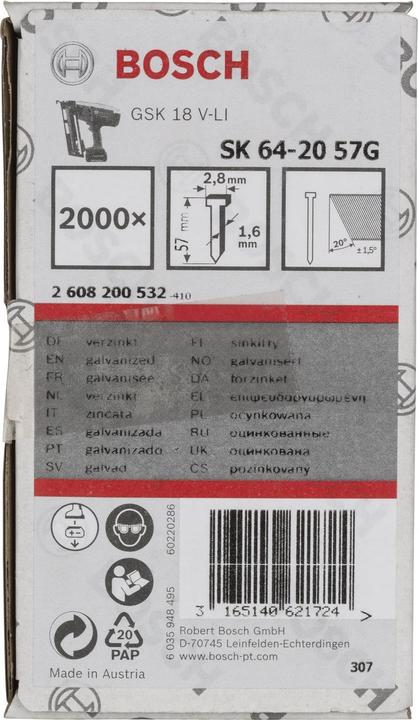 BOSCH
GSK 18 V-LI
SK 64-20 57G
2000×
2,8mm
57 mm
1,6 mm
20°
±1,5°
2 608 200 532 -410
DE verzinkt
EN galvanized
FR galvanisée
NL verzinkt
IT zincata
ES galvanizada
PT galvanizado
SV galvad
FI sinkitty
NO galvanisert
DA forzinket
EL επιψευδαργυρωμένη
PL ocynkowana
RU оцинкованные
UK оцинкована
CS pozinkovaný
60220286
6 035 948 495
3 165140 621724 >
20
PAP
Robert Bosch GmbH
D-70745 Leinfelden-Echterdingen
www.bosch-pt.com
Made in Austria
307